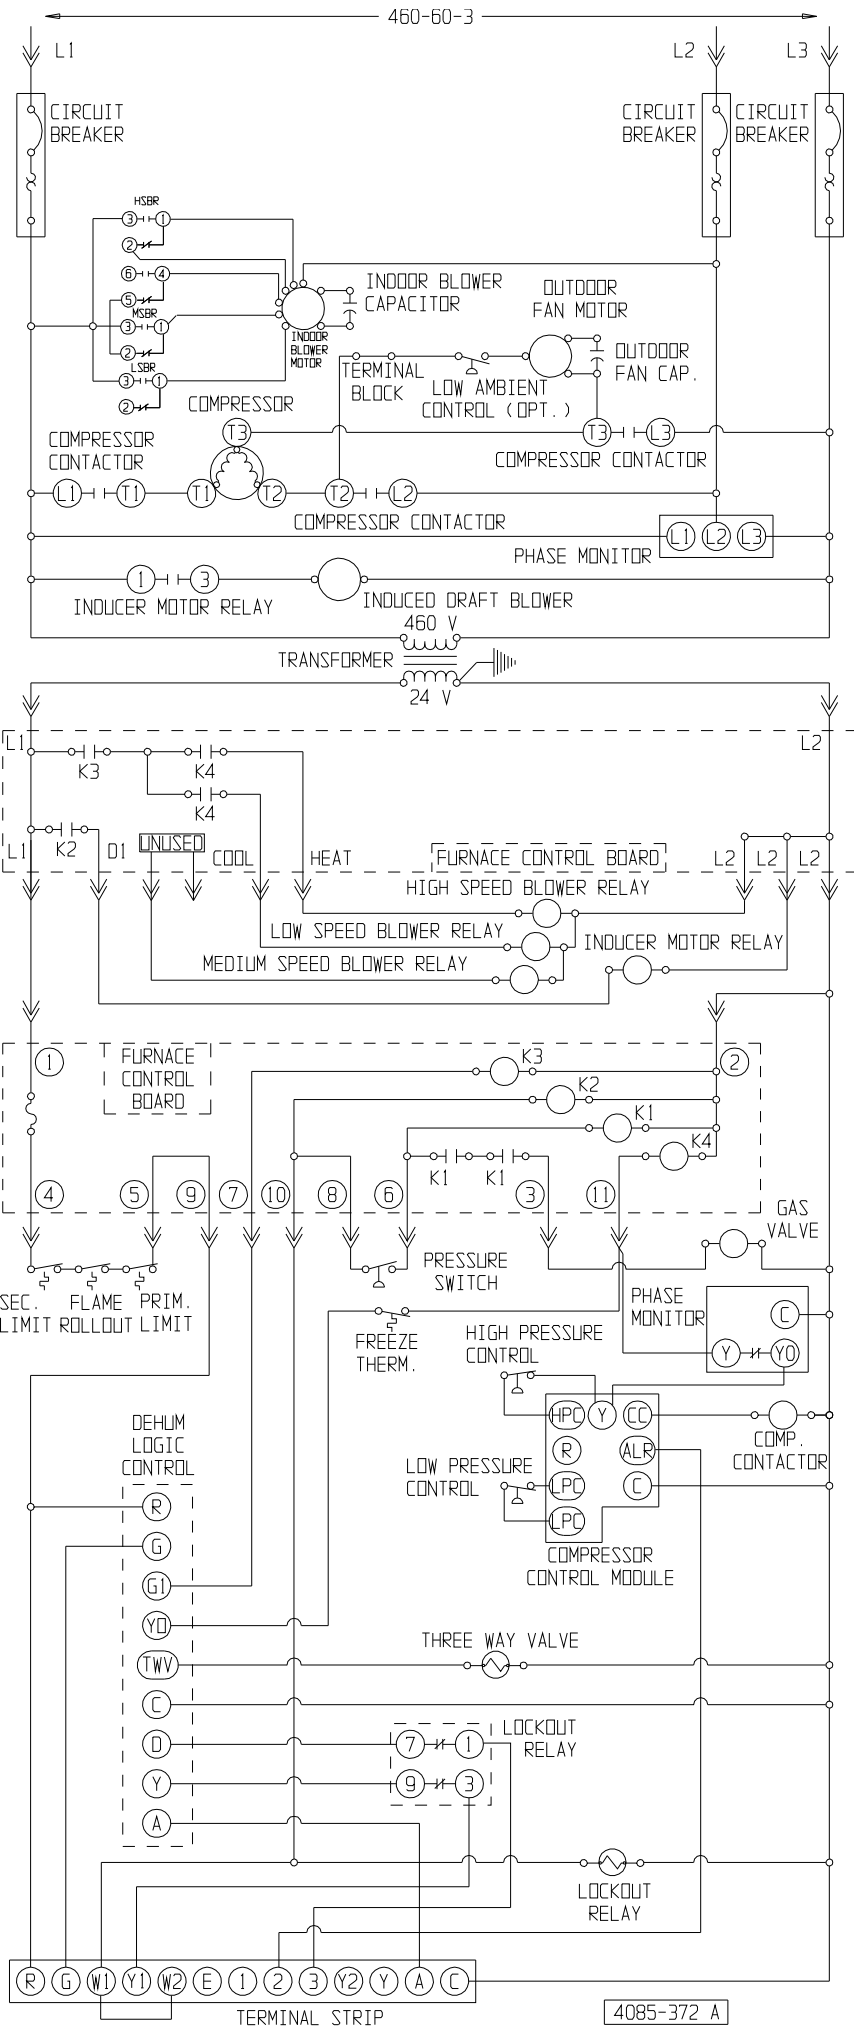 460-60-3
L1
L2
L3
CIRCUIT
BREAKER
CIRCUIT
BREAKER
CIRCUIT
BREAKER
HSBR
3
1
2
6
4
5
MSBR
3
1
2
LSBR
3
1
2
INDOOR
BLOWER
MOTOR
INDOOR BLOWER
CAPACITOR
OUTDOOR
FAN MOTOR
OUTDOOR
FAN CAP.
TERMINAL
BLOCK
LOW AMBIENT
CONTROL (OPT.)
COMPRESSOR
T3
T3
L3
COMPRESSOR
CONTACTOR
COMPRESSOR CONTACTOR
L1
T1
T1
T2
T2
L2
COMPRESSOR CONTACTOR
PHASE MONITOR
L1
L2
L3
1
3
INDUCER MOTOR RELAY
INDUCED DRAFT BLOWER
460 V
TRANSFORMER
24 V
L1
L2
K3
K4
K4
L1
K2
D1
UNUSED
COOL
HEAT
FURNACE CONTROL BOARD
L2
L2
L2
HIGH SPEED BLOWER RELAY
LOW SPEED BLOWER RELAY
INDUCER MOTOR RELAY
MEDIUM SPEED BLOWER RELAY
1
FURNACE
CONTROL
BOARD
K3
2
K2
K1
K4
K1
K1
4
5
9
7
10
8
6
3
11
GAS
VALVE
PRESSURE
SWITCH
SEC.
LIMIT
FLAME
ROLLOUT
PRIM.
LIMIT
PHASE
MONITOR
C
Y
YO
FREEZE
THERM.
HIGH PRESSURE
CONTROL
HPC
Y
CC
COMP.
CONTACTOR
R
ALR
LOW PRESSURE
CONTROL
LPC
C
LPC
COMPRESSOR
CONTROL MODULE
DEHUM
LOGIC
CONTROL
R
G
G1
YO
TWV
THREE WAY VALVE
C
D
7
1
LOCKOUT
RELAY
Y
9
3
A
LOCKOUT
RELAY
R
G
W1
Y1
W2
E
1
2
3
Y2
Y
A
C
TERMINAL STRIP
4085-372 A